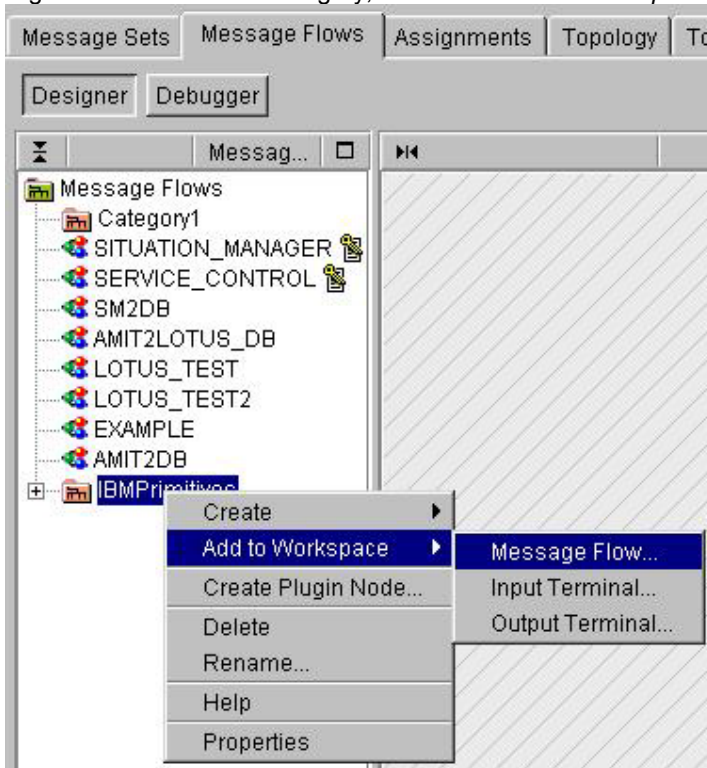 Message Sets Message Flows Assignments Topology
Designer Debugger
Messag...
Message Flows
Category1
SITUATION_MANAGER
SERVICE_CONTROL
SM2DB
AMIT2LOTUS_DB
LOTUS_TEST
LOTUS_TEST2
EXAMPLE
AMIT2DB
IBMPrimitives
Create
Add to Workspace Message Flow...
Create Plugin Node... Input Terminal...
Delete Output Terminal...
Rename...
Help
Properties